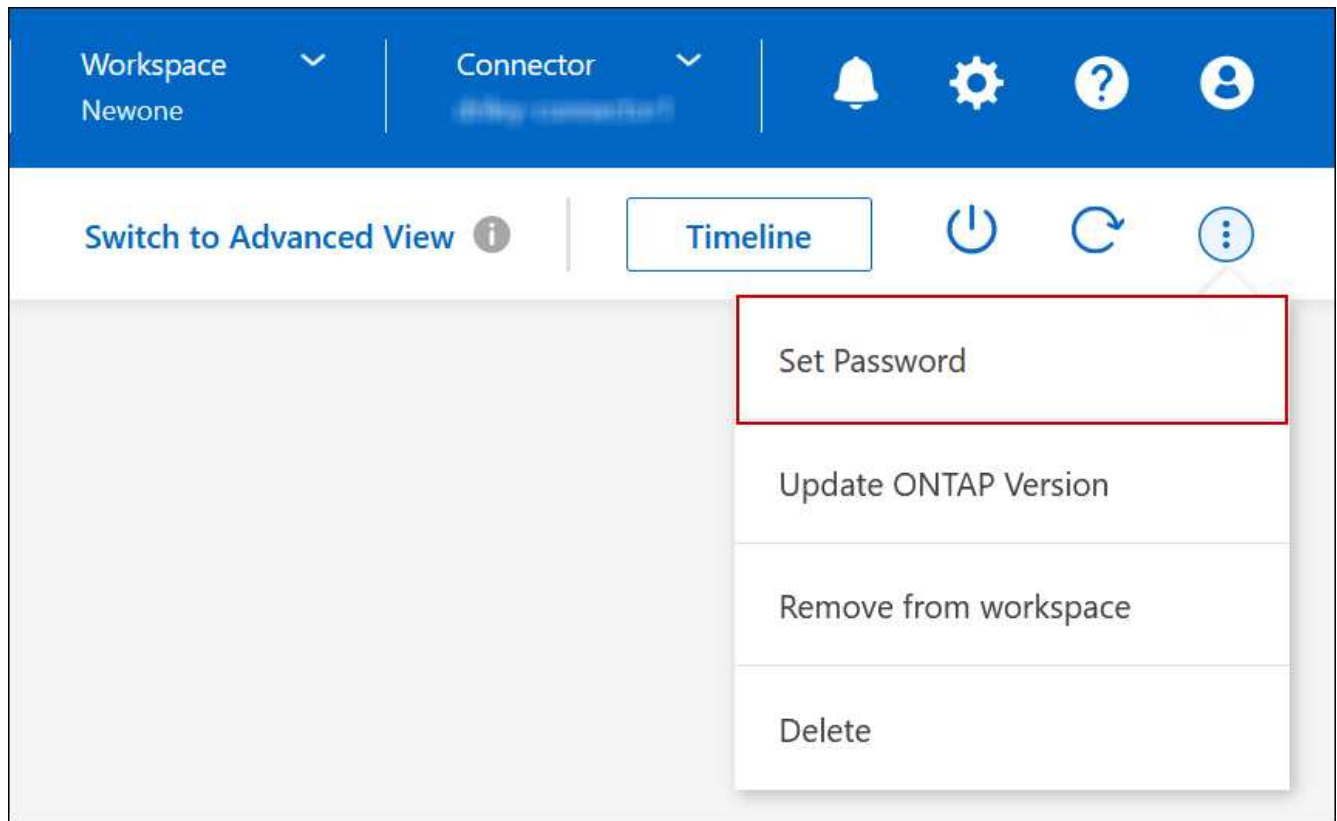 Workspace
Newone
Connector
Switch to Advanced View
Timeline
Set Password
Update ONTAP Version
Remove from workspace
Delete